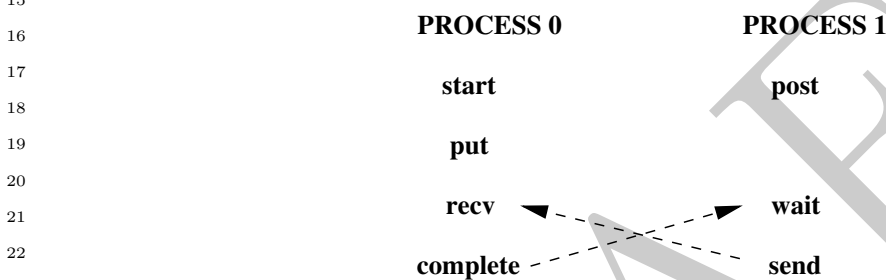 15
16 PROCESS 0 PROCESS 1
17 start post
18
19 put
20
21 recv wait
22 complete send